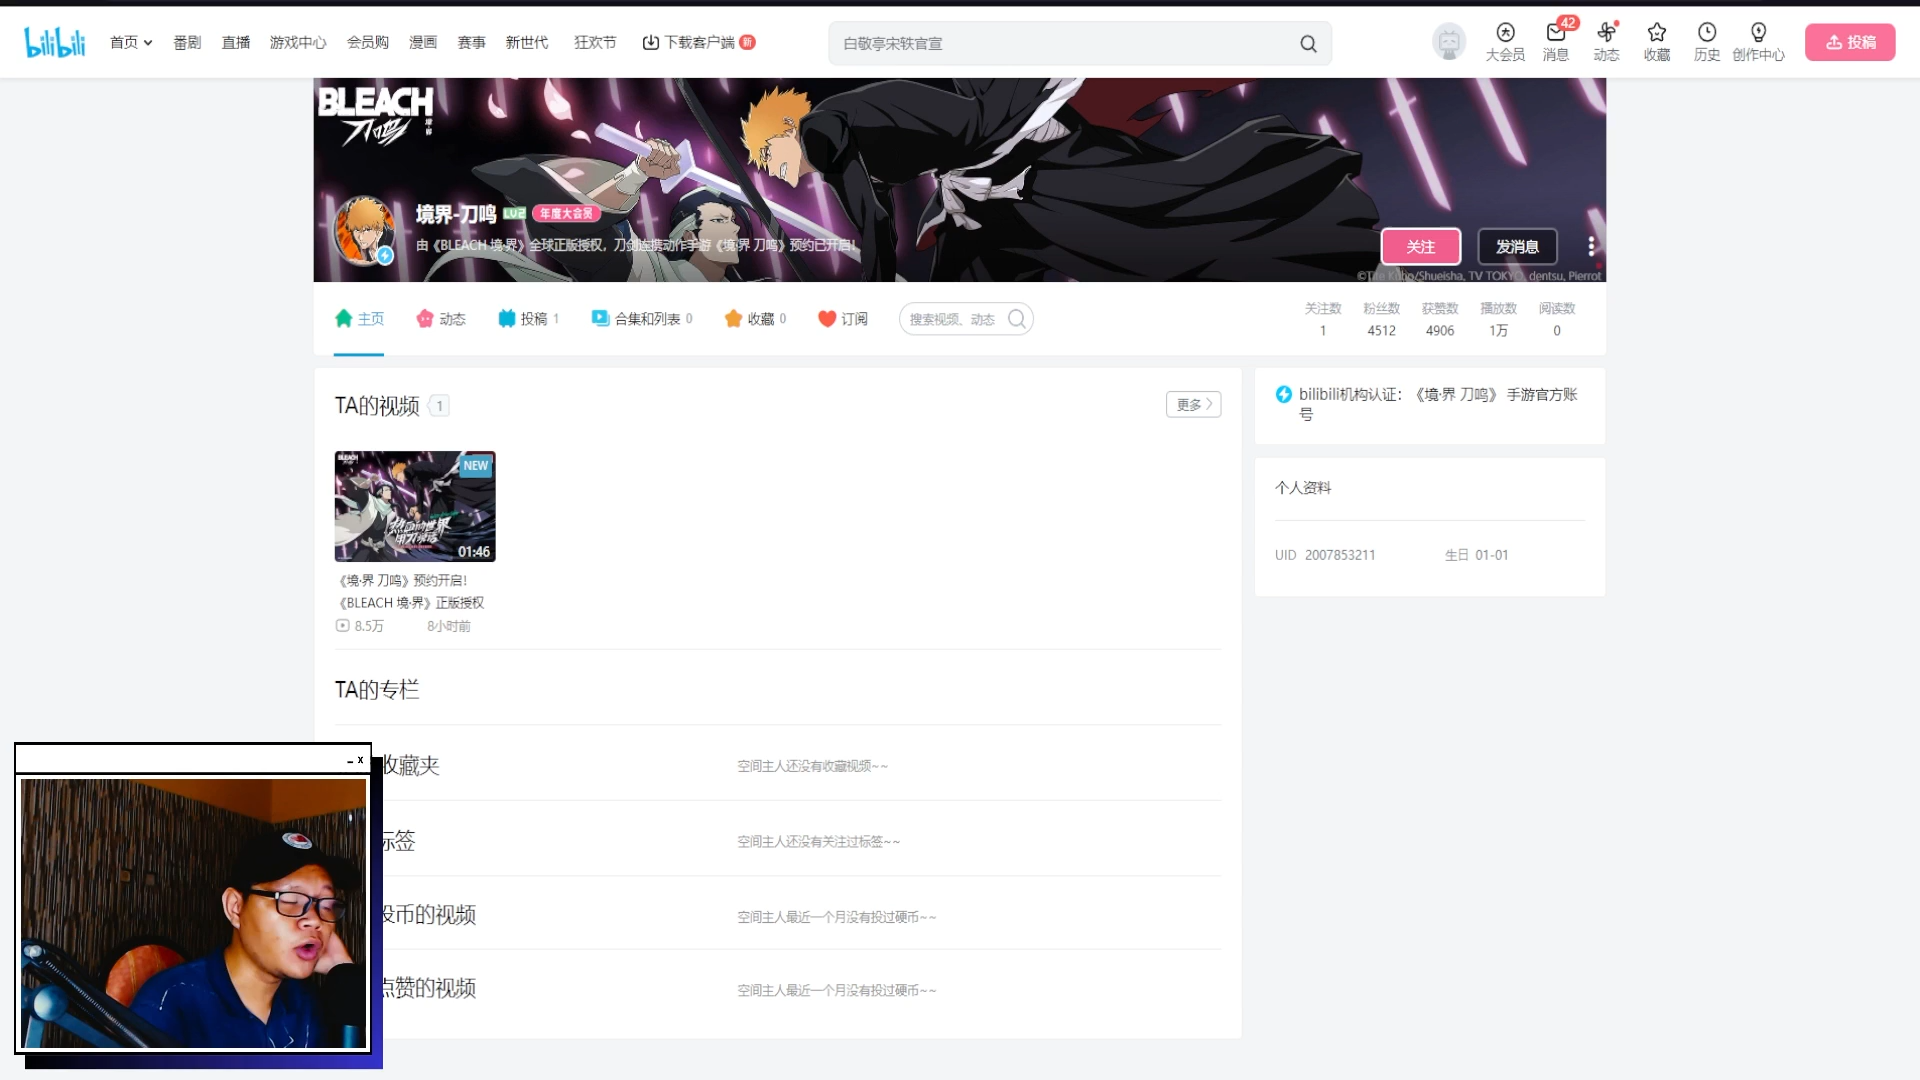 bilibili
首页
番剧
直播
游戏中心
会员购
漫画
赛事
新世代
狂欢节
下载客户端
新
白敬亭宋轶官宣
大会员
42
消息
动态
收藏
历史
创作中心
投稿
BLEACH
刀鸣
境界-刀鸣 LV2 年度大会员
由《BLEACH 境·界》全球正版授权，刀剑连携动作手游《境·界 刀鸣》预约已开启！
关注
发消息
©Tite Kubo/Shueisha, TV TOKYO, dentsu, Pierrot
主页
动态
投稿 1
合集和列表 0
收藏 0
订阅
搜索视频、动态
关注数 粉丝数 获赞数 播放数 阅读数
1 4512 4906 1万 0
TA的视频 1
更多
BLEACH
NEW
热血的世界
用刀说话
01:46
《境·界 刀鸣》预约开启！
《BLEACH 境·界》正版授权
8.5万 8小时前
bilibili机构认证：《境·界 刀鸣》 手游官方账
号
个人资料
UID 2007853211 生日 01-01
TA的专栏
收藏夹 空间主人还没有收藏视频~~
标签 空间主人还没有关注过标签~~
投币的视频 空间主人最近一个月没有投过硬币~~
点赞的视频 空间主人最近一个月没有投过硬币~~
- x